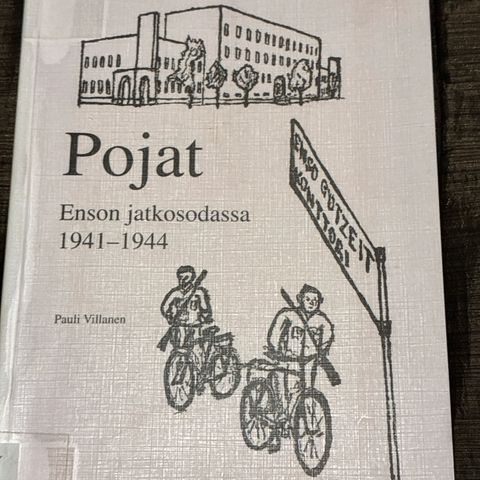 Pojat
Enson jatkosodassa
1941–1944
ENSO GUTZEIT
KONTTORI
Pauli Villanen